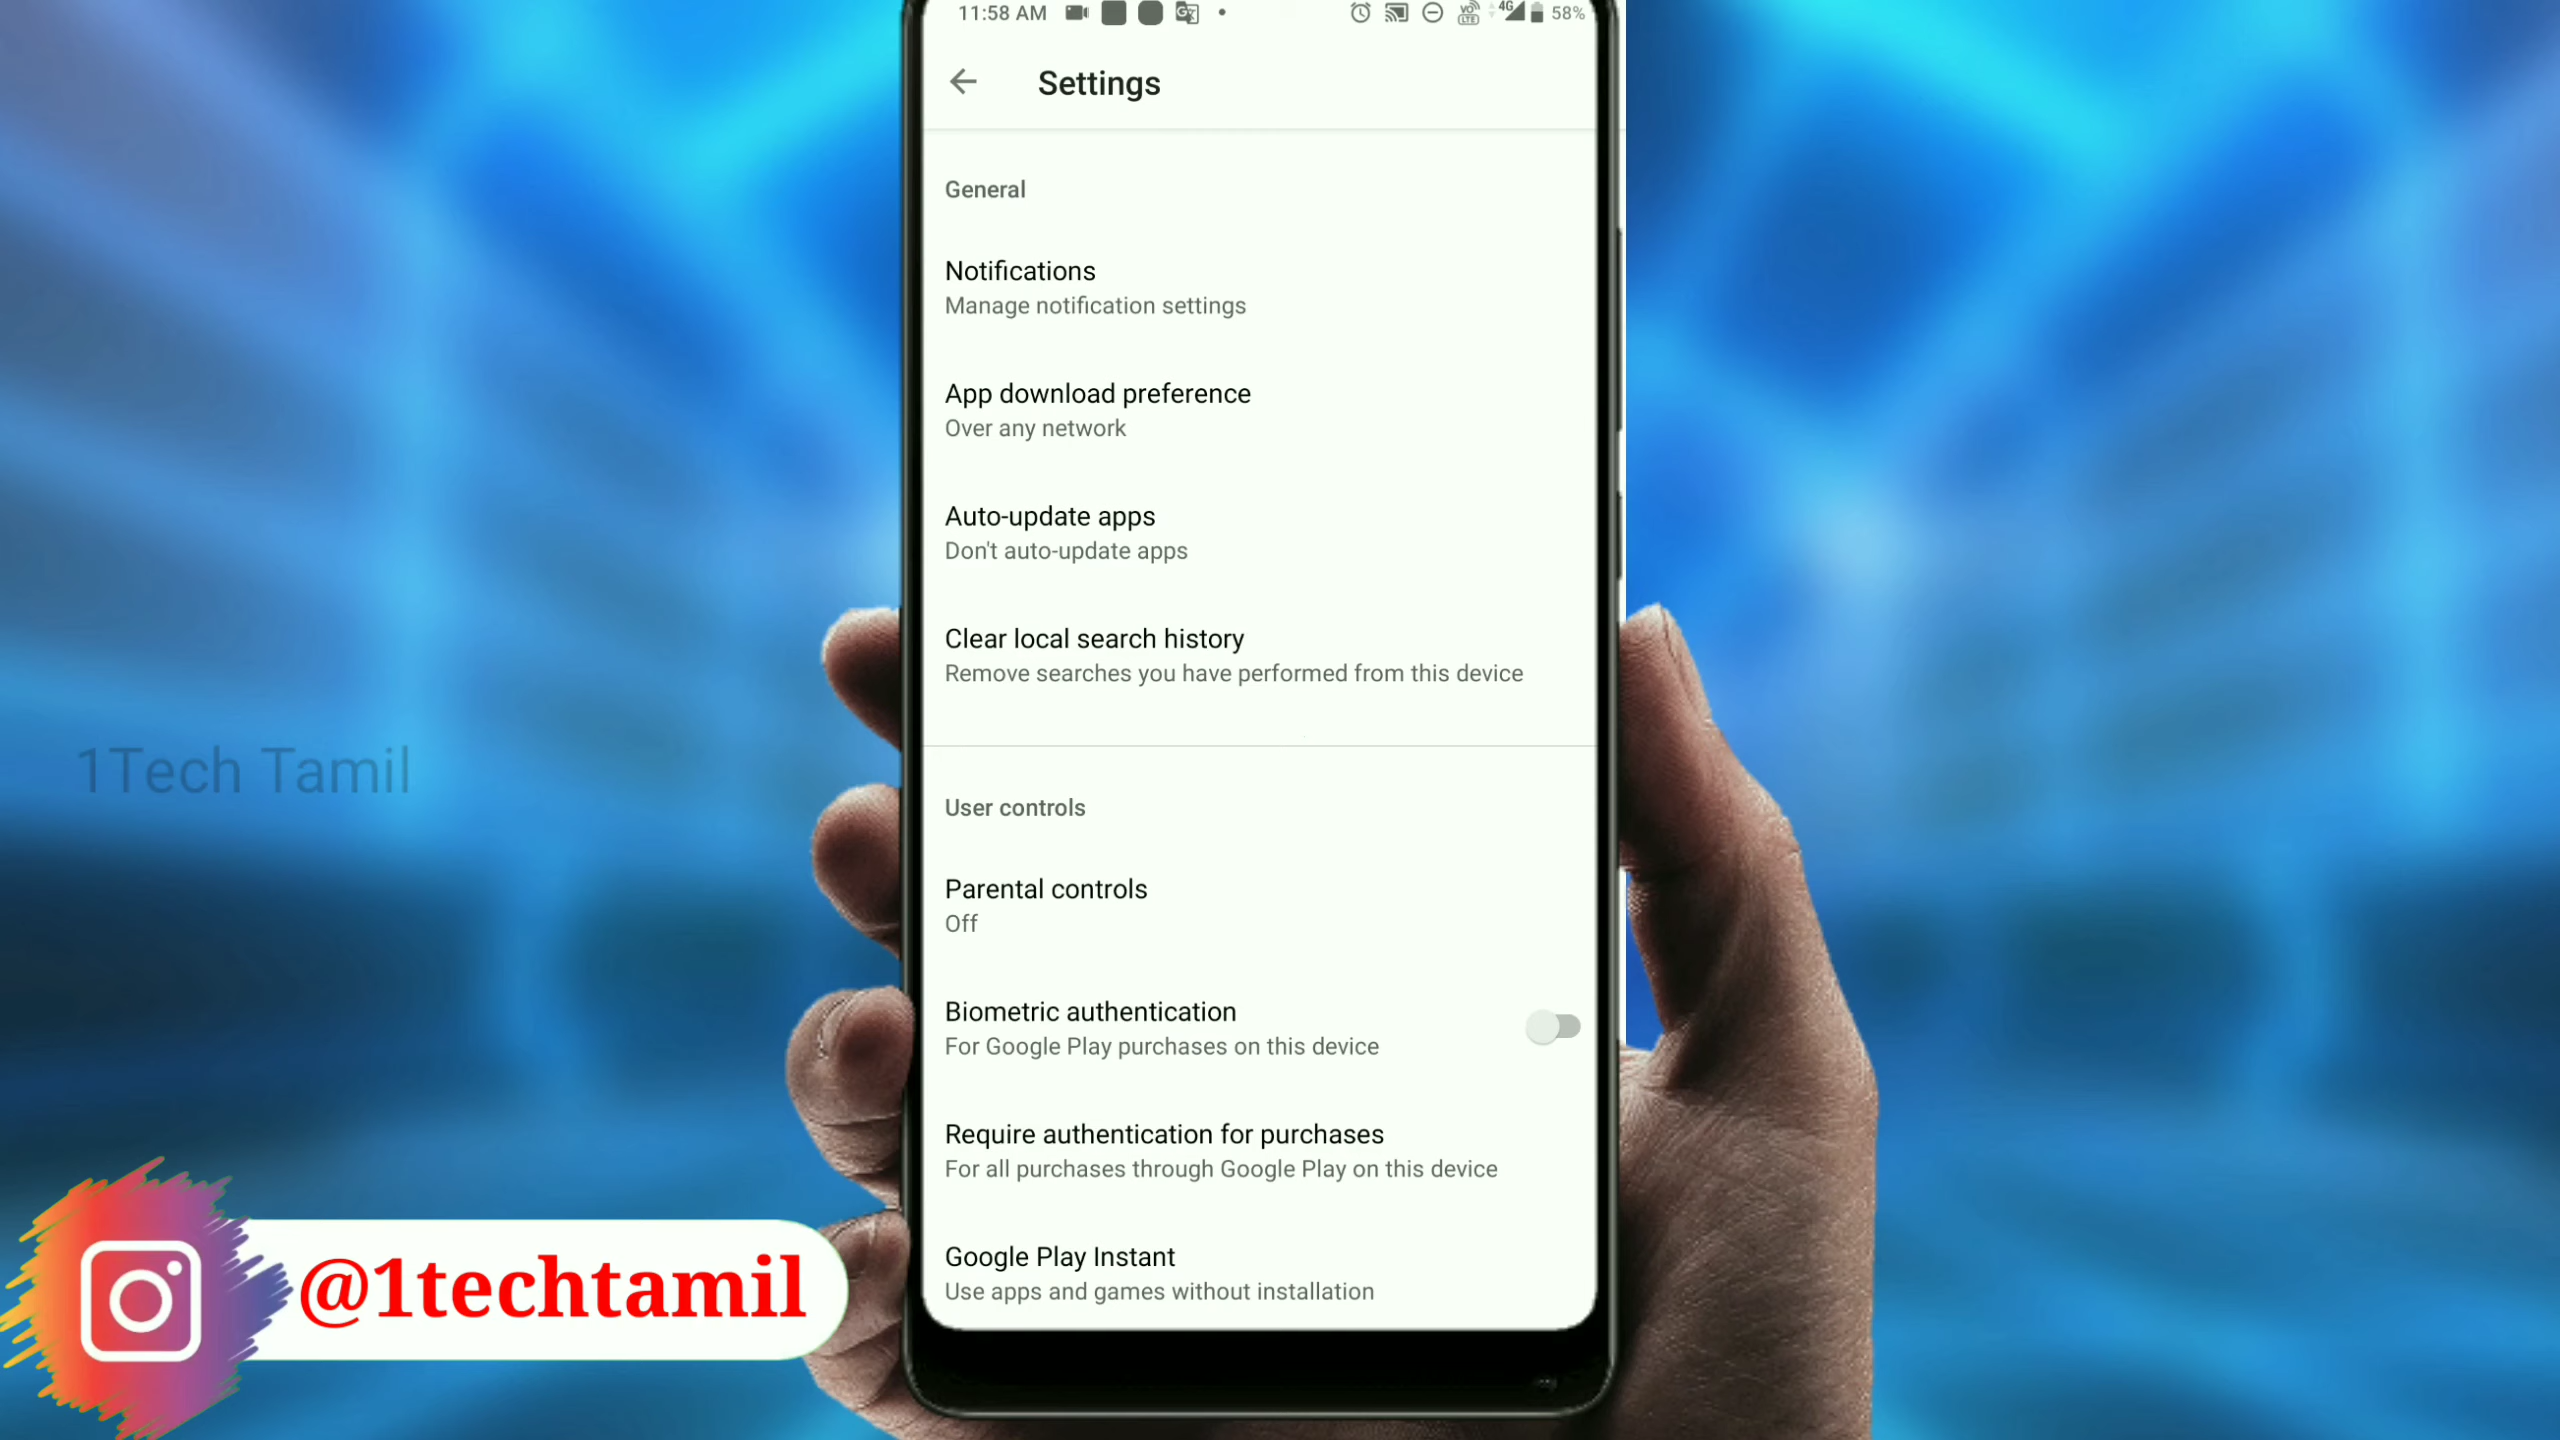 11:58 AM
VO LTE 4G 58%
Settings
General
Notifications
Manage notification settings
App download preference
Over any network
Auto-update apps
Don't auto-update apps
Clear local search history
Remove searches you have performed from this device
User controls
Parental controls
Off
Biometric authentication
For Google Play purchases on this device
Require authentication for purchases
For all purchases through Google Play on this device
Google Play Instant
Use apps and games without installation
1Tech Tamil
@1techtamil